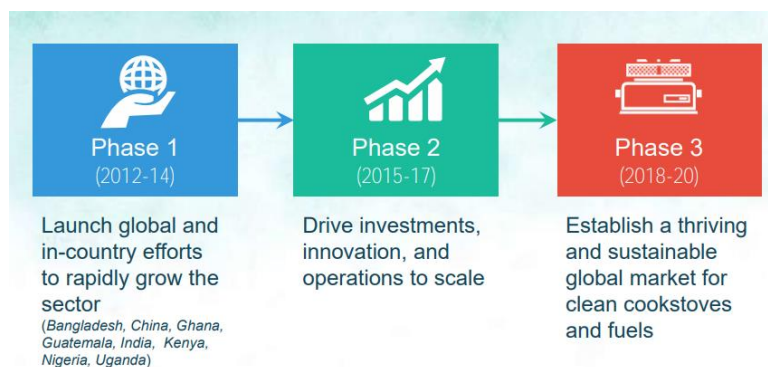 Phase 1
(2012-14)
Launch global and
in-country efforts
to rapidly grow the
sector
(Bangladesh, China, Ghana,
Guatemala, India, Kenya,
Nigeria, Uganda)
Phase 2
(2015-17)
Drive investments,
innovation, and
operations to scale
Phase 3
(2018-20)
Establish a thriving
and sustainable
global market for
clean cookstoves
and fuels